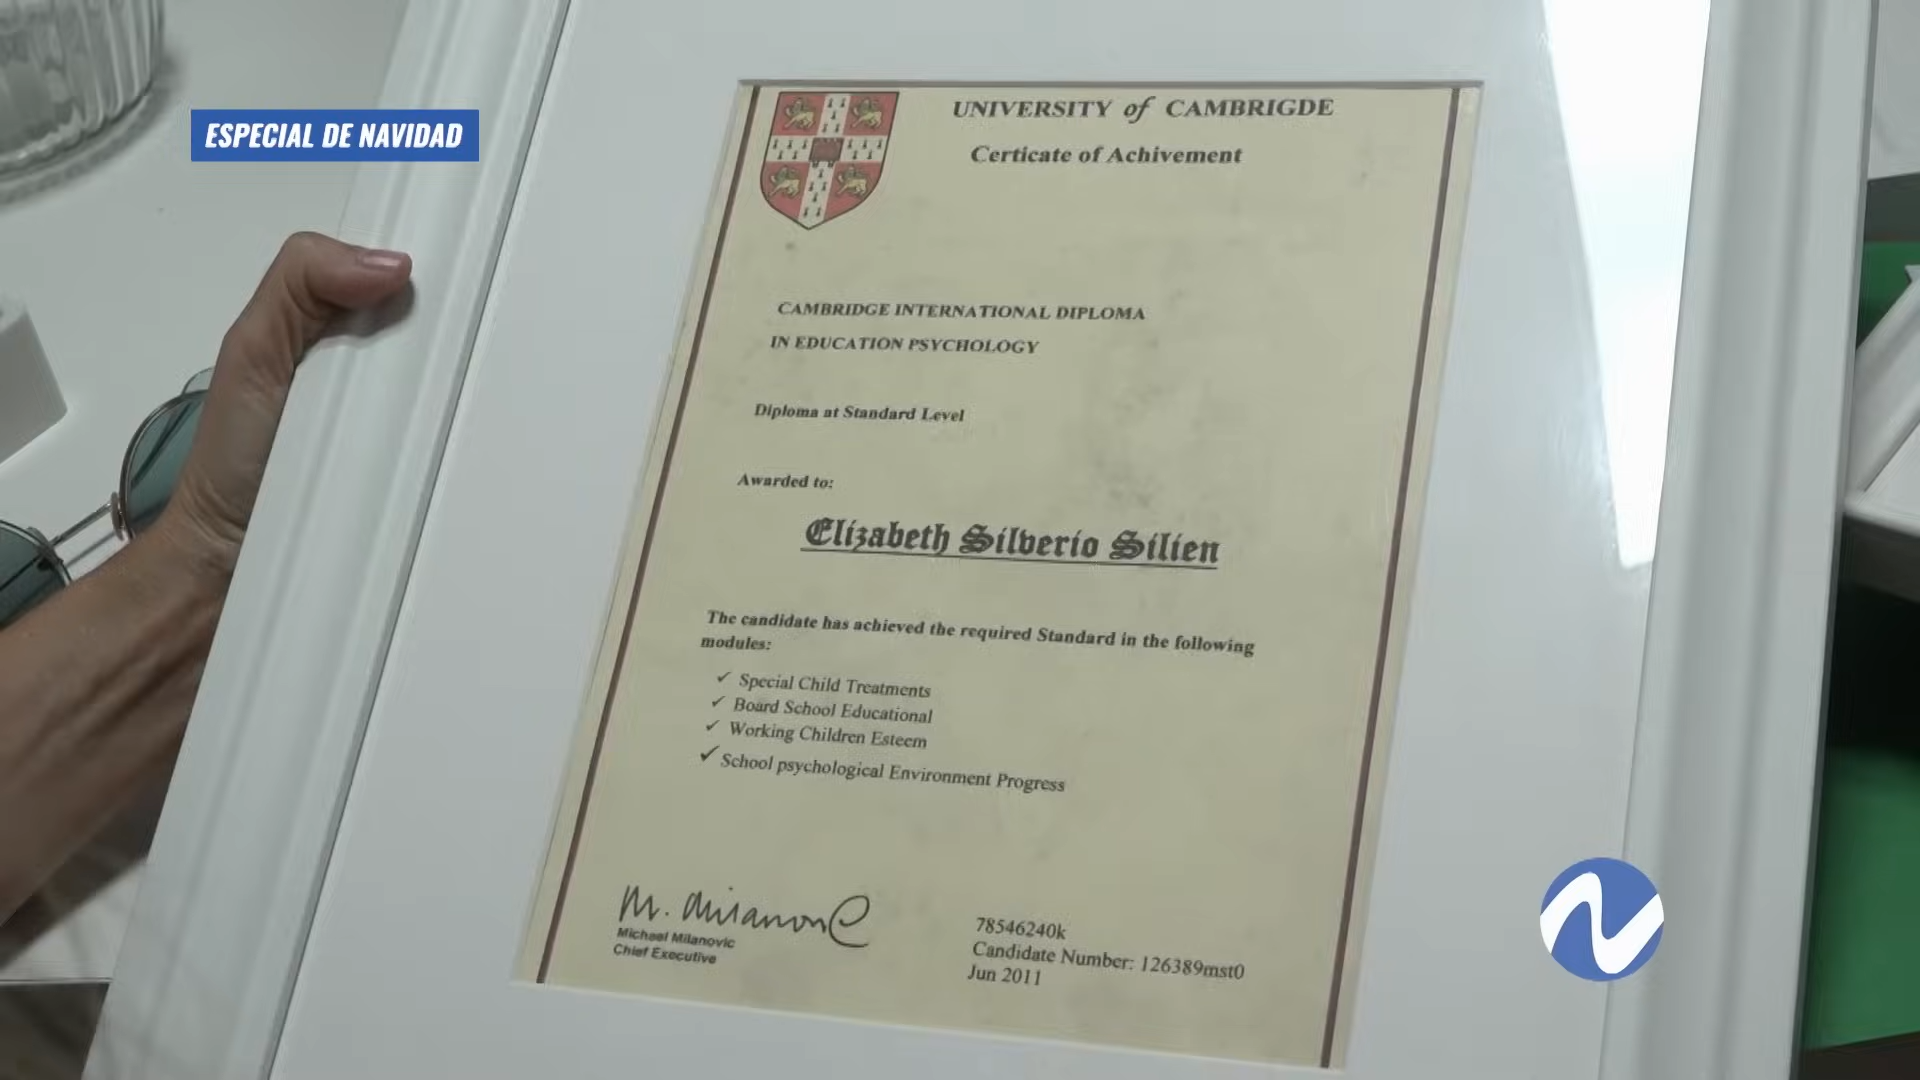 ESPECIAL DE NAVIDAD
UNIVERSITY of CAMBRIGDE
Certicate of Achivement
CAMBRIDGE INTERNATIONAL DIPLOMA
IN EDUCATION PSYCHOLOGY
Diploma at Standard Level
Awarded to:
Elizabeth Silverio Silien
The candidate has achieved the required Standard in the following
modules:
✓ Special Child Treatments
✓ Board School Educational
✓ Working Children Esteem
✓ School psychological Environment Progress
M. Milanovic
Michael Milanovic
Chief Executive
78546240k
Candidate Number: 126389mst0
Jun 2011